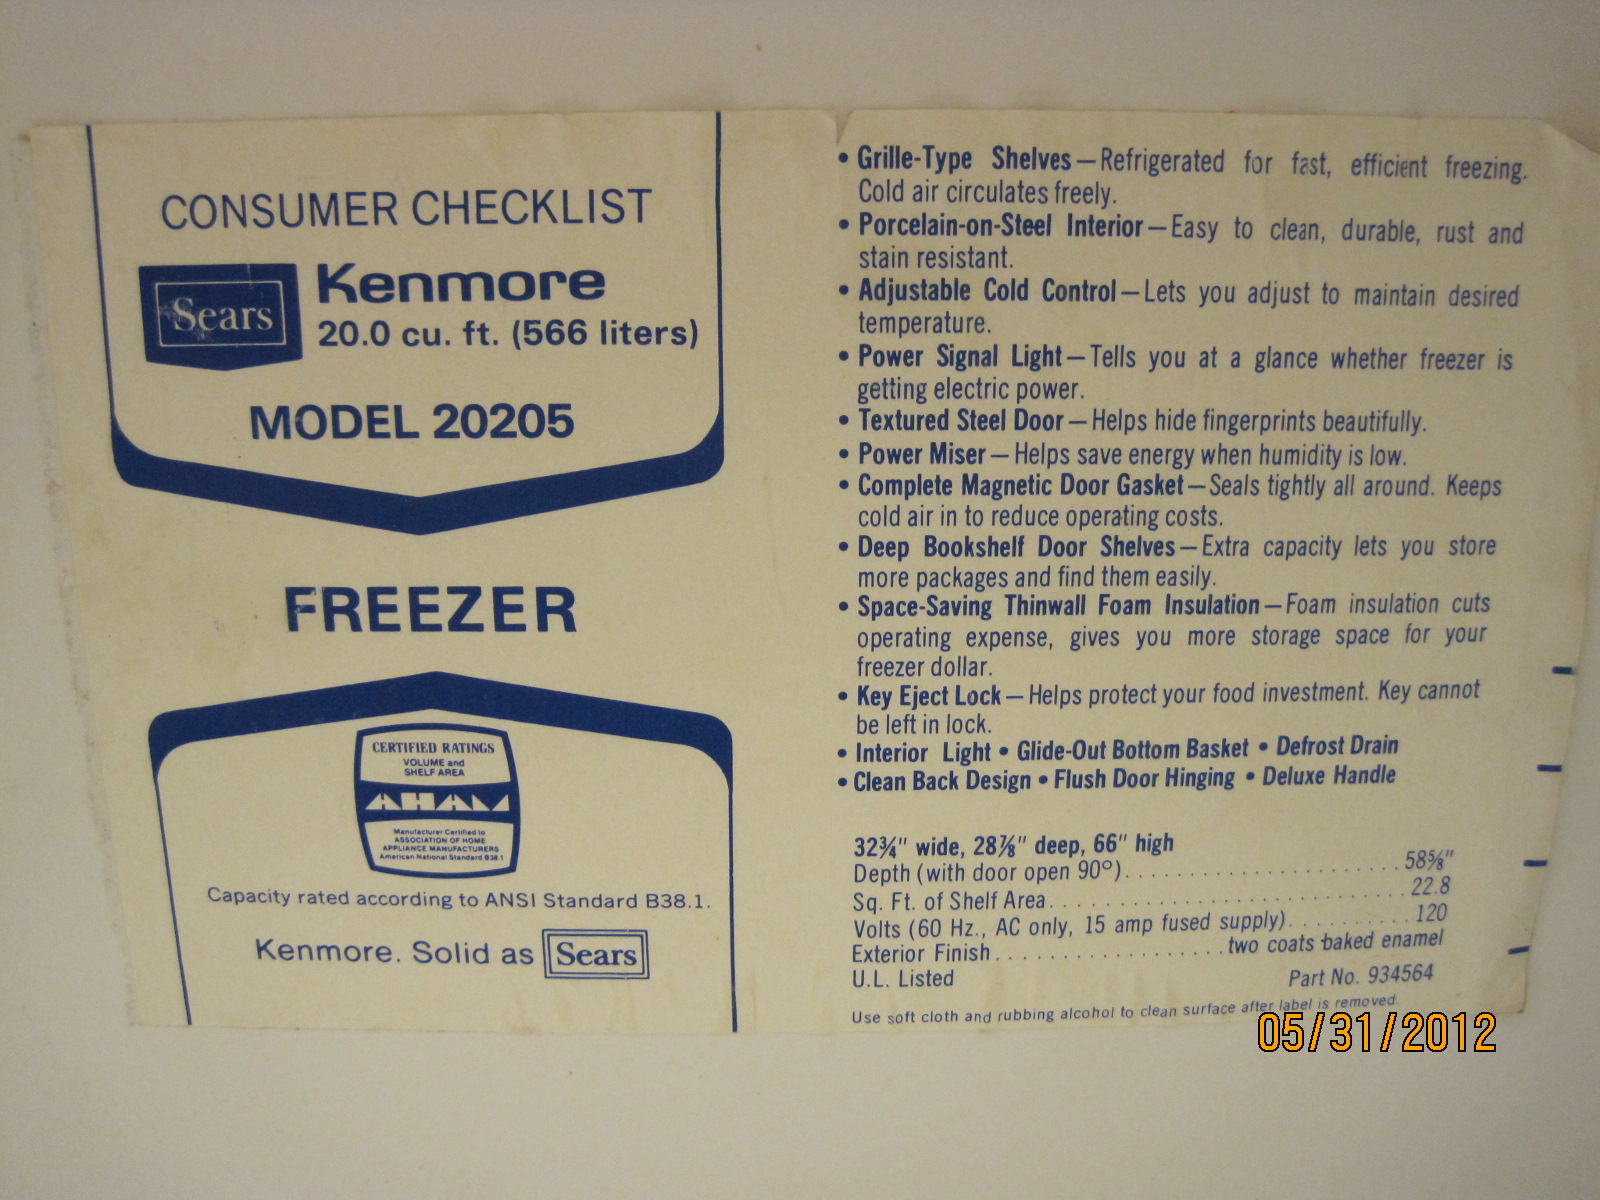 CONSUMER CHECKLIST
Sears
Kenmore
20.0 cu. ft. (566 liters)
MODEL 20205
FREEZER
CERTIFIED RATINGS
VOLUME and
SHELF AREA
AHAM
Manufacturer Certified to
ASSOCIATION OF HOME
APPLIANCE MANUFACTURERS
American National Standard B38.1
Capacity rated according to ANSI Standard B38.1.
Kenmore. Solid as Sears
• Grille-Type Shelves—Refrigerated for fast, efficient freezing.
Cold air circulates freely.
• Porcelain-on-Steel Interior—Easy to clean, durable, rust and
stain resistant.
• Adjustable Cold Control—Lets you adjust to maintain desired
temperature.
• Power Signal Light—Tells you at a glance whether freezer is
getting electric power.
• Textured Steel Door—Helps hide fingerprints beautifully.
• Power Miser—Helps save energy when humidity is low.
• Complete Magnetic Door Gasket—Seals tightly all around. Keeps
cold air in to reduce operating costs.
• Deep Bookshelf Door Shelves—Extra capacity lets you store
more packages and find them easily.
• Space-Saving Thinwall Foam Insulation—Foam insulation cuts
operating expense, gives you more storage space for your
freezer dollar.
• Key Eject Lock—Helps protect your food investment. Key cannot
be left in lock.
• Interior Light • Glide-Out Bottom Basket • Defrost Drain
• Clean Back Design • Flush Door Hinging • Deluxe Handle
32¾" wide, 28⅞" deep, 66" high
Depth (with door open 90°)......................58⅝"
Sq. Ft. of Shelf Area..............................22.8
Volts (60 Hz., AC only, 15 amp fused supply)..........120
Exterior Finish..................two coats baked enamel
U.L. Listed Part No. 934564
Use soft cloth and rubbing alcohol to clean surface after label is removed.
05/31/2012